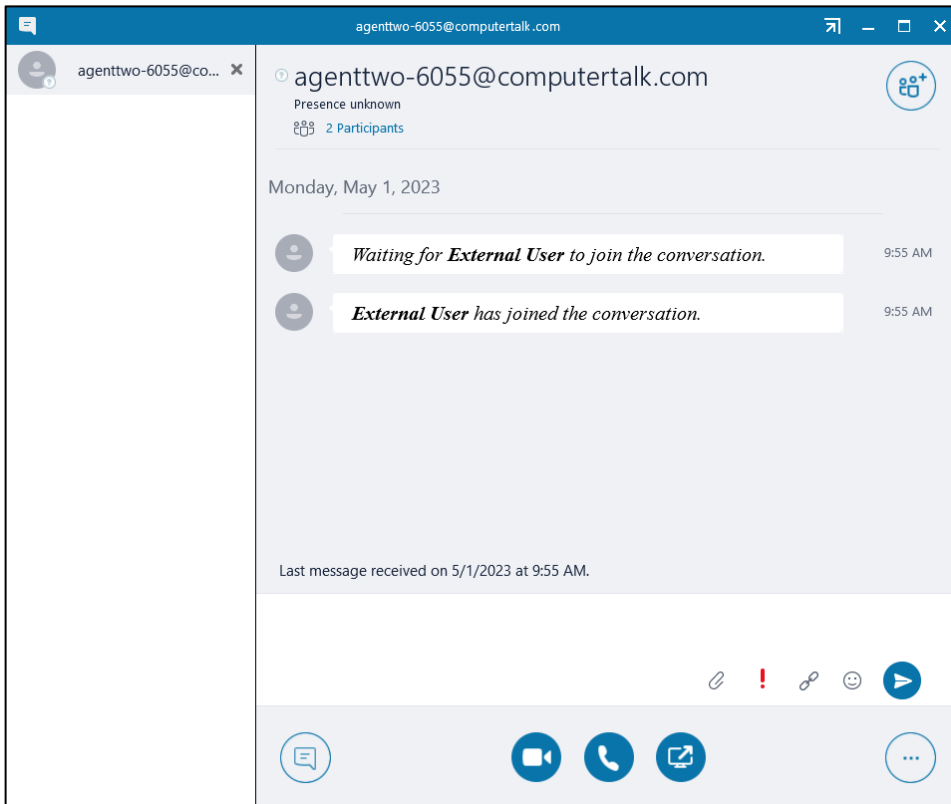 agenttwo-6055@computertalk.com
agenttwo-6055@co...
agenttwo-6055@computertalk.com
Presence unknown
2 Participants
Monday, May 1, 2023
Waiting for External User to join the conversation. 9:55 AM
External User has joined the conversation. 9:55 AM
Last message received on 5/1/2023 at 9:55 AM.